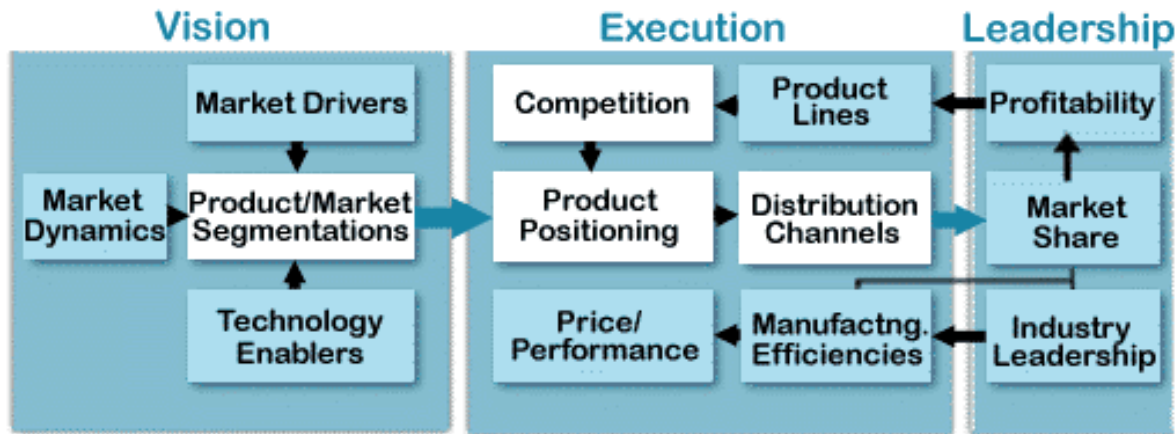 Vision
Execution
Leadership
Market Drivers
Market
Dynamics
Product/Market
Segmentations
Technology
Enablers
Competition
Product
Lines
Product
Positioning
Distribution
Channels
Price/
Performance
Manufactng.
Efficiencies
Profitability
Market
Share
Industry
Leadership